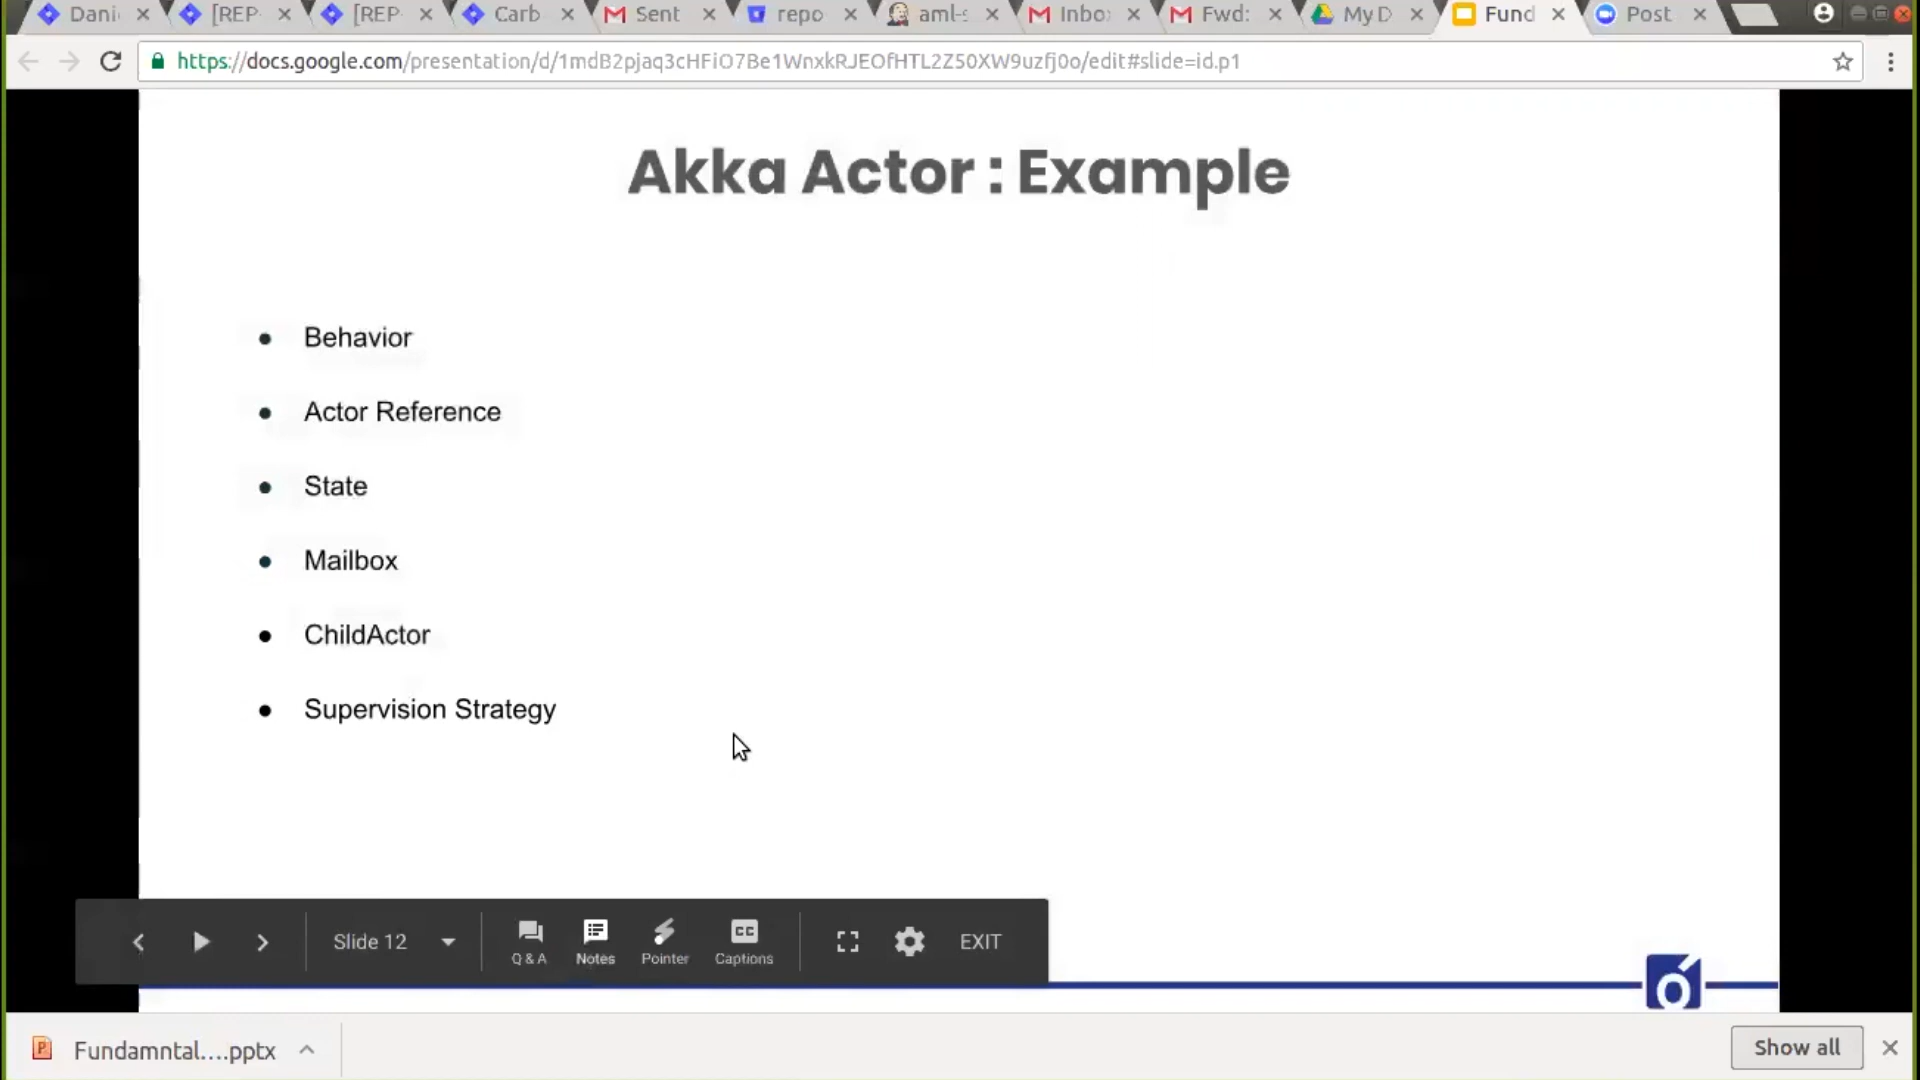 Dani
[REP-
[REP-
Carb
Sent
repo
aml-s
Inbo
Fwd:
My D
Fund
Post
https://docs.google.com/presentation/d/1mdB2pjaq3cHFiO7Be1WnxkRJEOfHTL2Z50XW9uzfj0o/edit#slide=id.p1
Akka Actor : Example
● Behavior
● Actor Reference
● State
● Mailbox
● ChildActor
● Supervision Strategy
Slide 12
Q & A
Notes
Pointer
CC
Captions
EXIT
ó
Fundamntal....pptx
Show all